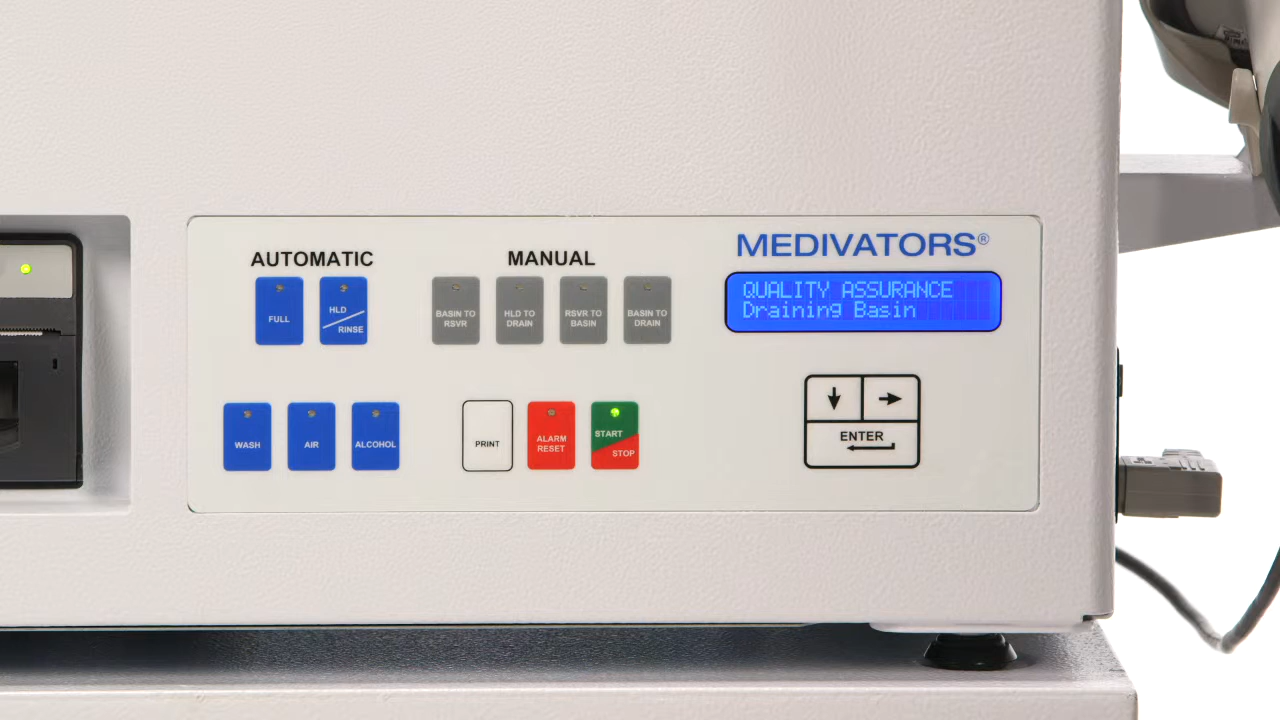 AUTOMATIC
FULL
HLD
RINSE
WASH
AIR
ALCOHOL
MANUAL
BASIN TO
RSVR
HLD TO
DRAIN
RSVR TO
BASIN
BASIN TO
DRAIN
PRINT
ALARM
RESET
START
STOP
MEDIVATORS®
QUALITY ASSURANCE
Draining Basin
ENTER